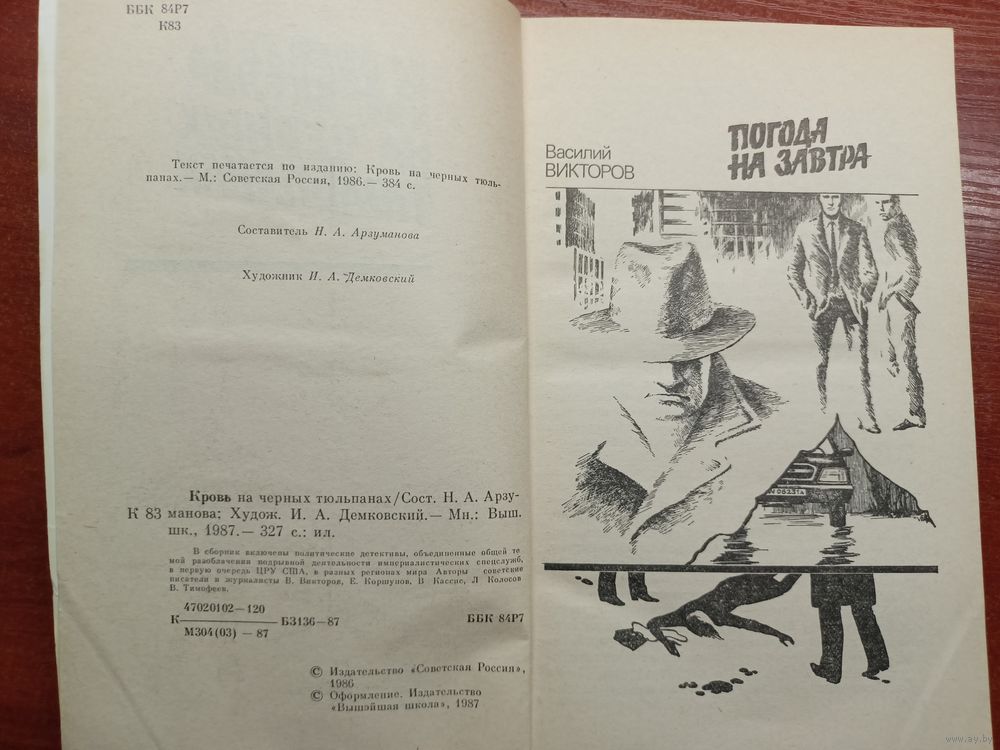 ББК 84Р7
К83
Текст печатается по изданию: Кровь на черных тюль-
панах.— М.: Советская Россия, 1986.— 384 с.
Составитель Н. А. Арзуманова
Художник И. А. Демковский
Кровь на черных тюльпанах/Сост. Н. А. Арзу-
К 83 манова; Худож. И. А. Демковский.— Мн.: Выш.
шк., 1987.— 327 с.: ил.
В сборник включены политические детективы, объединенные общей те
мой разоблачения подрывной деятельности империалистических спецслужб,
в первую очередь ЦРУ США, в разных регионах мира Авторы советские
писатели и журналисты В. Викторов, Е. Коршунов, В Кассис, Л Колосов
В. Тимофеев.
47020102—120
К Б3136—87 ББК 84Р7
М304(03) — 87
© Издательство «Советская Россия»,
1986
© Оформление. Издательство
«Вышэйшая школа», 1987
Василий
ВИКТОРОВ
ПОГОДА
НА ЗАВТРА
www.ay.by